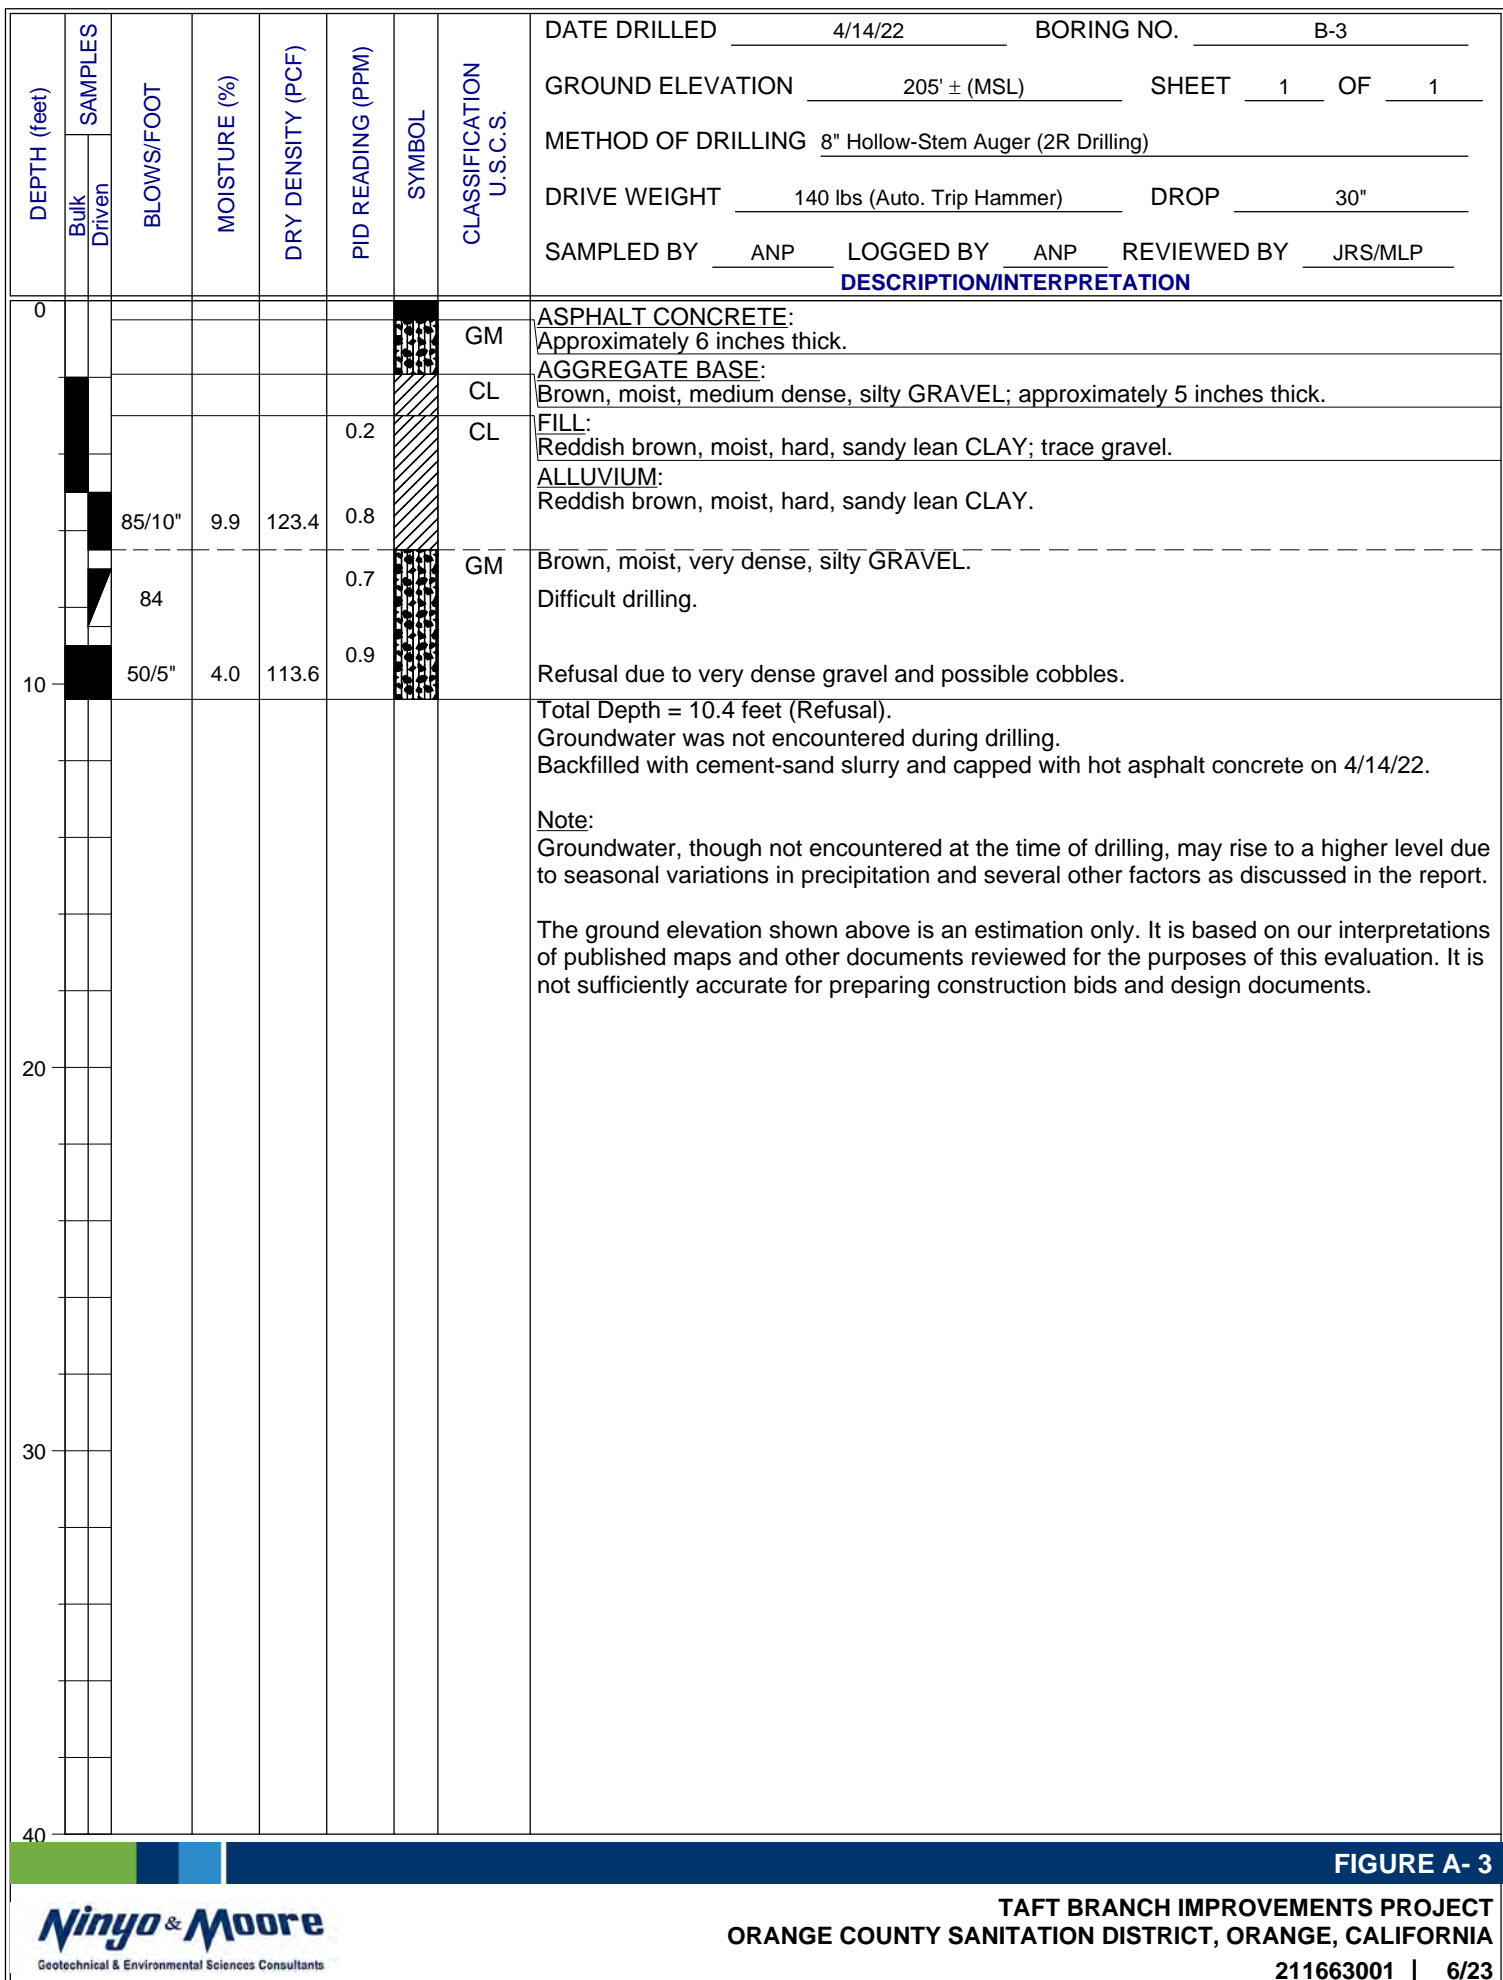 DEPTH (feet)
SAMPLES
Bulk
Driven
BLOWS/FOOT
MOISTURE (%)
DRY DENSITY (PCF)
PID READING (PPM)
SYMBOL
CLASSIFICATION
U.S.C.S.
DATE DRILLED 4/14/22 BORING NO. B-3
GROUND ELEVATION 205' ± (MSL) SHEET 1 OF 1
METHOD OF DRILLING 8" Hollow-Stem Auger (2R Drilling)
DRIVE WEIGHT 140 lbs (Auto. Trip Hammer) DROP 30"
SAMPLED BY ANP LOGGED BY ANP REVIEWED BY JRS/MLP
DESCRIPTION/INTERPRETATION
0 ASPHALT CONCRETE:
GM Approximately 6 inches thick.
AGGREGATE BASE:
CL Brown, moist, medium dense, silty GRAVEL; approximately 5 inches thick.
0.2 CL FILL:
Reddish brown, moist, hard, sandy lean CLAY; trace gravel.
ALLUVIUM:
Reddish brown, moist, hard, sandy lean CLAY.
85/10" 9.9 123.4 0.8
GM Brown, moist, very dense, silty GRAVEL.
0.7
84 Difficult drilling.
0.9
10 50/5" 4.0 113.6 Refusal due to very dense gravel and possible cobbles.
Total Depth = 10.4 feet (Refusal).
Groundwater was not encountered during drilling.
Backfilled with cement-sand slurry and capped with hot asphalt concrete on 4/14/22.
Note:
Groundwater, though not encountered at the time of drilling, may rise to a higher level due
to seasonal variations in precipitation and several other factors as discussed in the report.
The ground elevation shown above is an estimation only. It is based on our interpretations
of published maps and other documents reviewed for the purposes of this evaluation. It is
not sufficiently accurate for preparing construction bids and design documents.
20
30
40
FIGURE A- 3
Ninyo & Moore
Geotechnical & Environmental Sciences Consultants
TAFT BRANCH IMPROVEMENTS PROJECT
ORANGE COUNTY SANITATION DISTRICT, ORANGE, CALIFORNIA
211663001 | 6/23